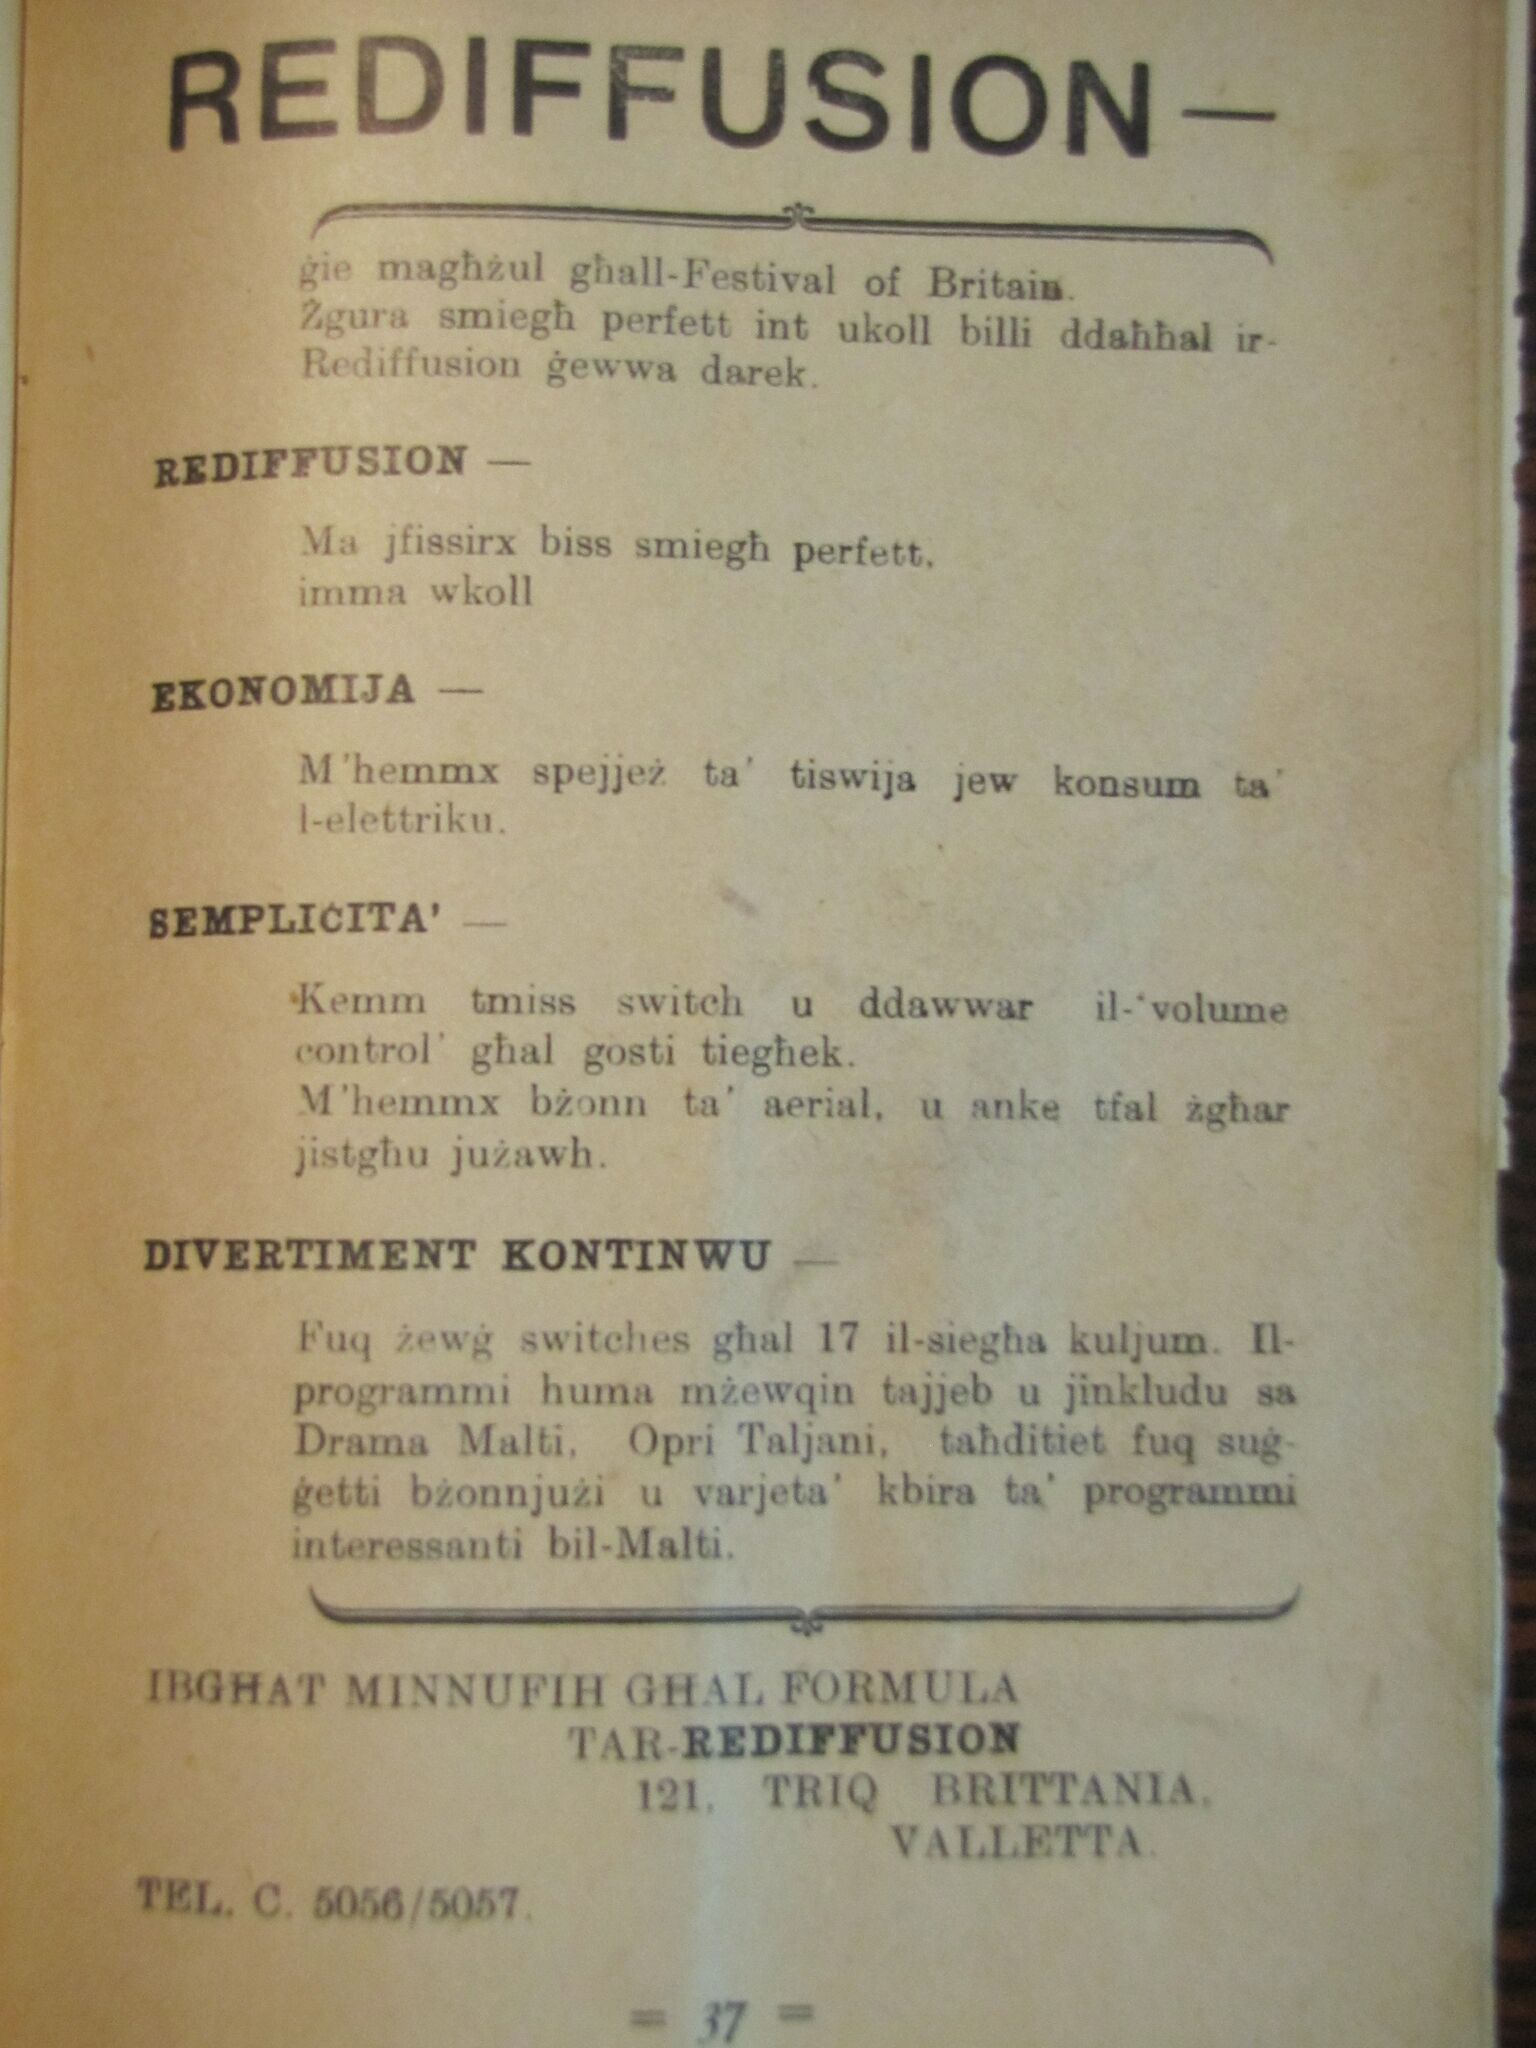 REDIFFUSION —
ġie magħżul għall-Festival of Britain.
Żgura smiegħ perfett int ukoll billi ddaħħal ir-
Rediffusion ġewwa darek.
REDIFFUSION —
Ma jfissirx biss smiegħ perfett,
imma wkoll
EKONOMIJA —
M'hemmx spejjeż ta' tiswija jew konsum ta'
l-elettriku.
SEMPLIĊITA' —
Kemm tmiss switch u ddawwar il-'volume
control' għal gosti tiegħek.
M'hemmx bżonn ta' aerial, u anke tfal żgħar
jistgħu jużawh.
DIVERTIMENT KONTINWU —
Fuq żewġ switches għal 17 il-siegħa kuljum. Il-
programmi huma mżewqin tajjeb u jinkludu sa
Drama Malti, Opri Taljani, taħditiet fuq suġ-
ġetti bżonnjużi u varjeta' kbira ta' programmi
interessanti bil-Malti.
IBGĦAT MINNUFIH GĦAL FORMULA
TAR-REDIFFUSION
121, TRIQ BRITTANIA,
VALLETTA.
TEL. C. 5056/5057.
= 37 =